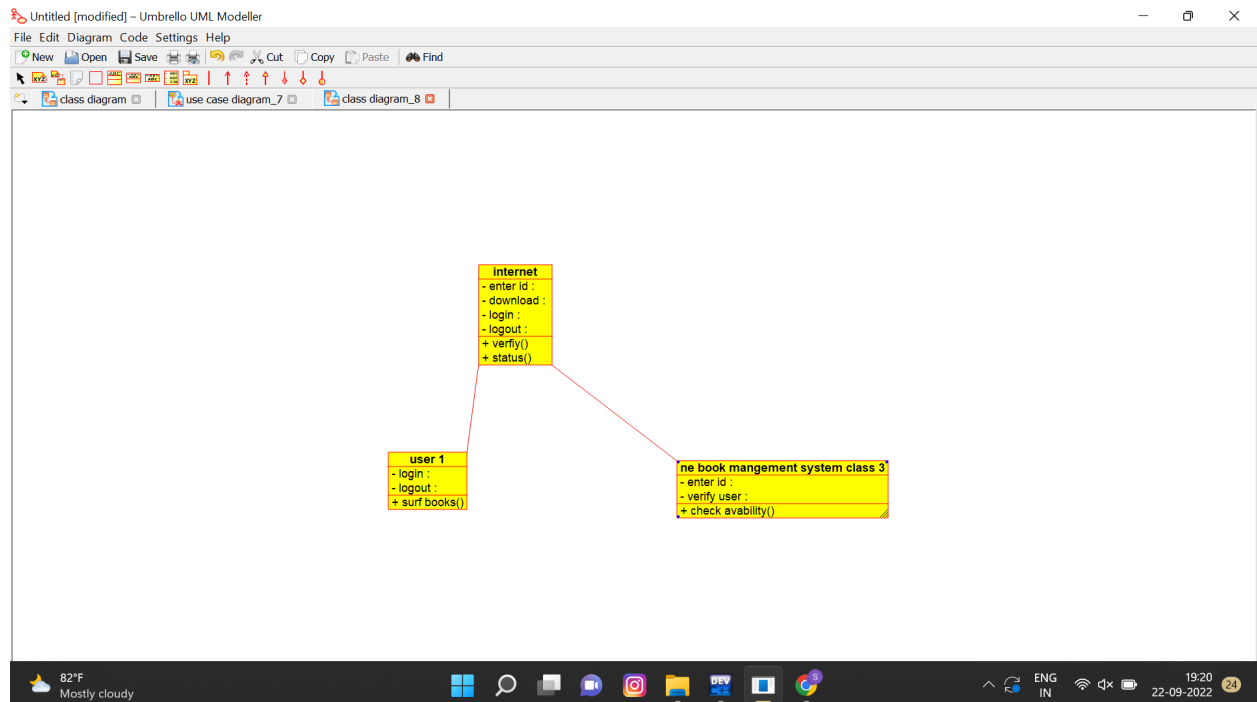 Untitled [modified] – Umbrello UML Modeller
File Edit Diagram Code Settings Help
New Open Save Cut Copy Paste Find
class diagram use case diagram_7 class diagram_8
internet
- enter id :
- download :
- login :
- logout :
+ verfiy()
+ status()
user 1
- login :
- logout :
+ surf books()
ne book mangement system class 3
- enter id :
- verify user :
+ check avability()
82°F
Mostly cloudy
DEV
S
ENG
IN
19:20
22-09-2022
24